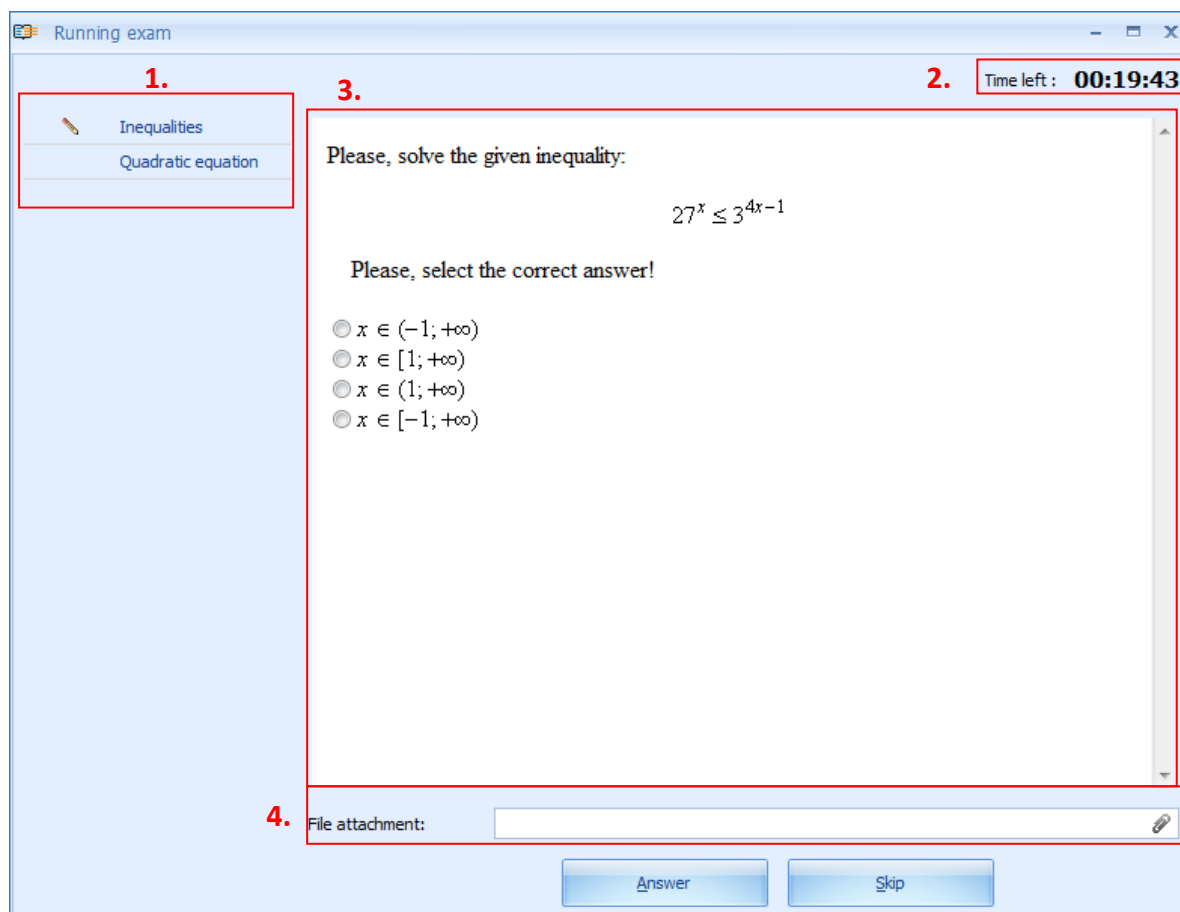 Running exam
1.
2.
Time left : 00:19:43
3.
Inequalities
Quadratic equation
Please, solve the given inequality:
27^x ≤ 3^{4x−1}
Please, select the correct answer!
x ∈ (−1; +∞)
x ∈ [1; +∞)
x ∈ (1; +∞)
x ∈ [−1; +∞)
4.
File attachment:
Answer
Skip